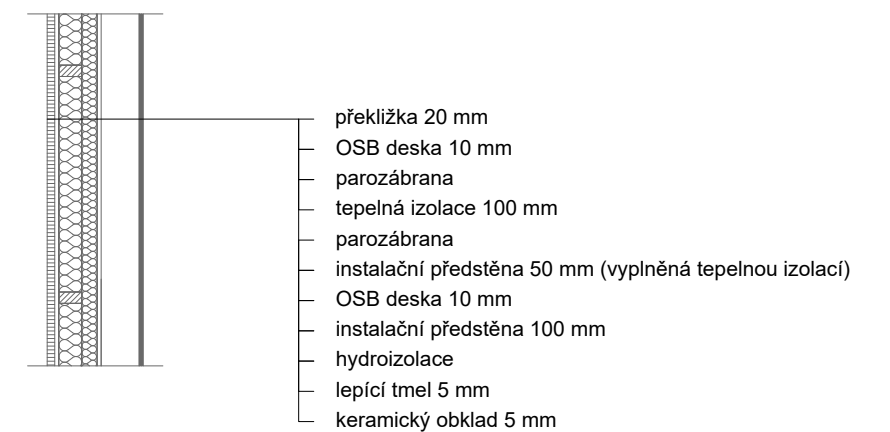 překližka 20 mm
OSB deska 10 mm
parozábrana
tepelná izolace 100 mm
parozábrana
instalační předstěna 50 mm (vyplněná tepelnou izolací)
OSB deska 10 mm
instalační předstěna 100 mm
hydroizolace
lepící tmel 5 mm
keramický obklad 5 mm